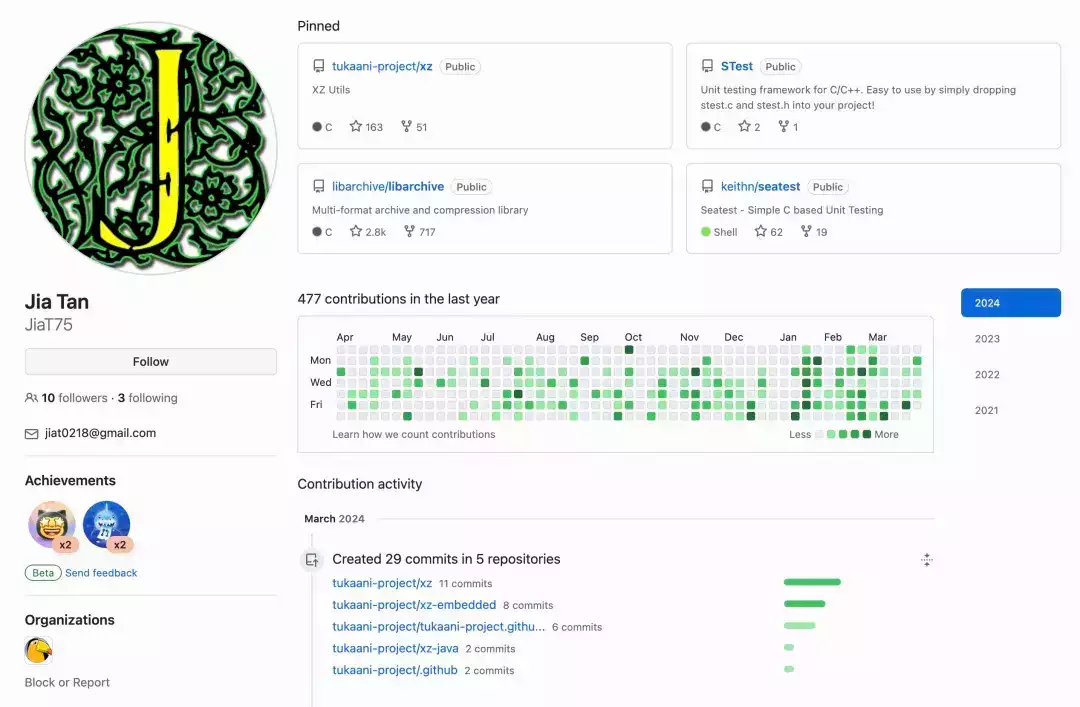 J
Jia Tan
JiaT75
Follow
10 followers · 3 following
jiat0218@gmail.com
Achievements
x2 x2
Beta Send feedback
Organizations
Block or Report
Pinned
tukaani-project/xz Public
XZ Utils
C 163 51
STest Public
Unit testing framework for C/C++. Easy to use by simply dropping
stest.c and stest.h into your project!
C 2 1
libarchive/libarchive Public
Multi-format archive and compression library
C 2.8k 717
keithn/seatest Public
Seatest - Simple C based Unit Testing
Shell 62 19
477 contributions in the last year
Apr May Jun Jul Aug Sep Oct Nov Dec Jan Feb Mar
Mon
Wed
Fri
Learn how we count contributions Less More
2024
2023
2022
2021
Contribution activity
March 2024
Created 29 commits in 5 repositories
tukaani-project/xz 11 commits
tukaani-project/xz-embedded 8 commits
tukaani-project/tukaani-project.githu... 6 commits
tukaani-project/xz-java 2 commits
tukaani-project/.github 2 commits